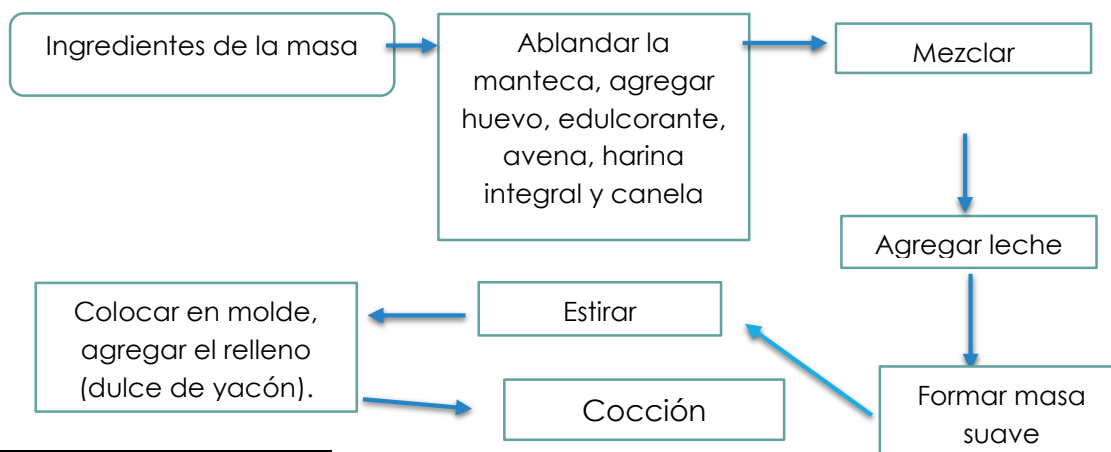 Ingredientes de la masa
Ablandar la
manteca, agregar
huevo, edulcorante,
avena, harina
integral y canela
Mezclar
Agregar leche
Formar masa
suave
Estirar
Colocar en molde,
agregar el relleno
(dulce de yacón).
Cocción